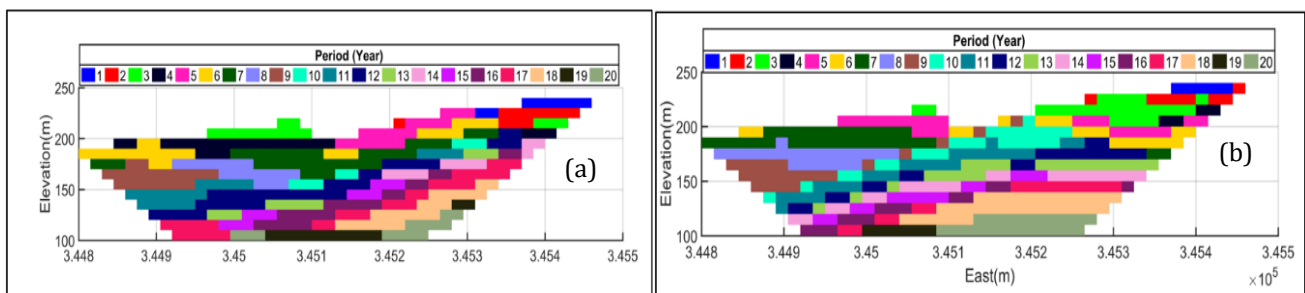 Period (Year)
1 2 3 4 5 6 7 8 9 10 11 12 13 14 15 16 17 18 19 20
250
200
150
100
Elevation(m)
3.448 3.449 3.45 3.451 3.452 3.453 3.454 3.455
(a)
Period (Year)
1 2 3 4 5 6 7 8 9 10 11 12 13 14 15 16 17 18 19 20
250
200
150
100
Elevation(m)
3.448 3.449 3.45 3.451 3.452 3.453 3.454 3.455
East(m)
×10⁵
(b)